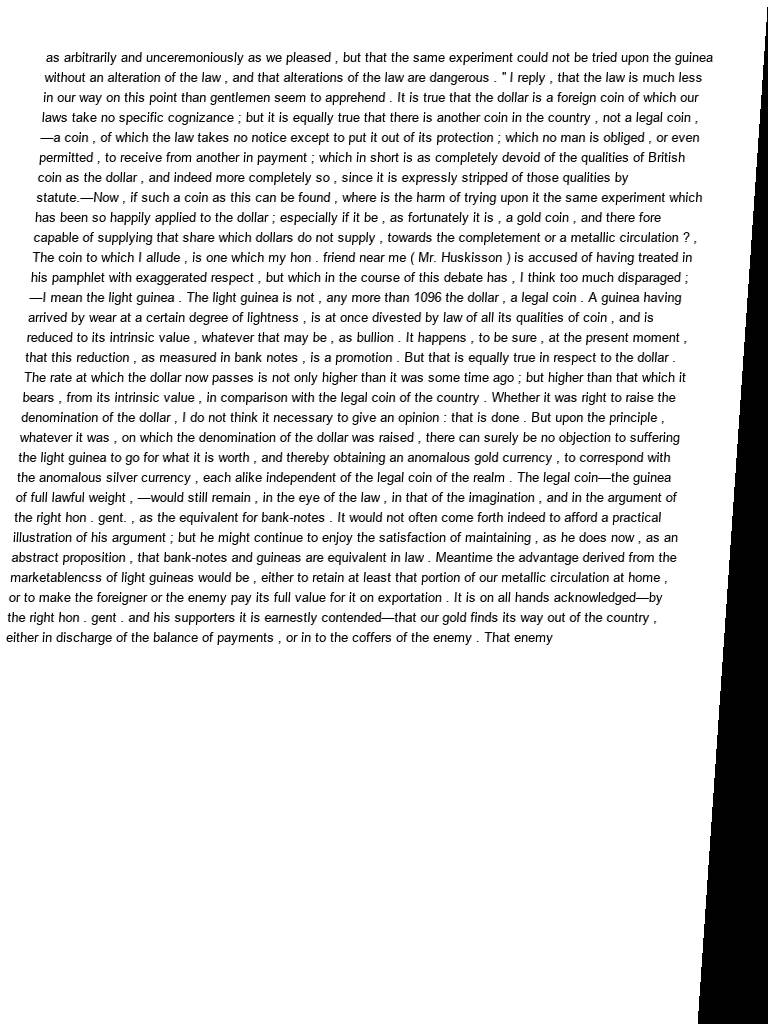 as arbitrarily and unceremoniously as we pleased , but that the same experiment could not be tried upon the guinea
without an alteration of the law , and that alterations of the law are dangerous . " I reply , that the law is much less
in our way on this point than gentlemen seem to apprehend . It is true that the dollar is a foreign coin of which our
laws take no specific cognizance ; but it is equally true that there is another coin in the country , not a legal coin ,
—a coin , of which the law takes no notice except to put it out of its protection ; which no man is obliged , or even
permitted , to receive from another in payment ; which in short is as completely devoid of the qualities of British
coin as the dollar , and indeed more completely so , since it is expressly stripped of those qualities by
statute.—Now , if such a coin as this can be found , where is the harm of trying upon it the same experiment which
has been so happily applied to the dollar ; especially if it be , as fortunately it is , a gold coin , and there fore
capable of supplying that share which dollars do not supply , towards the completement or a metallic circulation ? ,
The coin to which I allude , is one which my hon . friend near me ( Mr. Huskisson ) is accused of having treated in
his pamphlet with exaggerated respect , but which in the course of this debate has , I think too much disparaged ;
—I mean the light guinea . The light guinea is not , any more than 1096 the dollar , a legal coin . A guinea having
arrived by wear at a certain degree of lightness , is at once divested by law of all its qualities of coin , and is
reduced to its intrinsic value , whatever that may be , as bullion . It happens , to be sure , at the present moment ,
that this reduction , as measured in bank notes , is a promotion . But that is equally true in respect to the dollar .
The rate at which the dollar now passes is not only higher than it was some time ago ; but higher than that which it
bears , from its intrinsic value , in comparison with the legal coin of the country . Whether it was right to raise the
denomination of the dollar , I do not think it necessary to give an opinion : that is done . But upon the principle ,
whatever it was , on which the denomination of the dollar was raised , there can surely be no objection to suffering
the light guinea to go for what it is worth , and thereby obtaining an anomalous gold currency , to correspond with
the anomalous silver currency , each alike independent of the legal coin of the realm . The legal coin—the guinea
of full lawful weight , —would still remain , in the eye of the law , in that of the imagination , and in the argument of
the right hon . gent. , as the equivalent for bank-notes . It would not often come forth indeed to afford a practical
illustration of his argument ; but he might continue to enjoy the satisfaction of maintaining , as he does now , as an
abstract proposition , that bank-notes and guineas are equivalent in law . Meantime the advantage derived from the
marketablencss of light guineas would be , either to retain at least that portion of our metallic circulation at home ,
or to make the foreigner or the enemy pay its full value for it on exportation . It is on all hands acknowledged—by
the right hon . gent . and his supporters it is earnestly contended—that our gold finds its way out of the country ,
either in discharge of the balance of payments , or in to the coffers of the enemy . That enemy